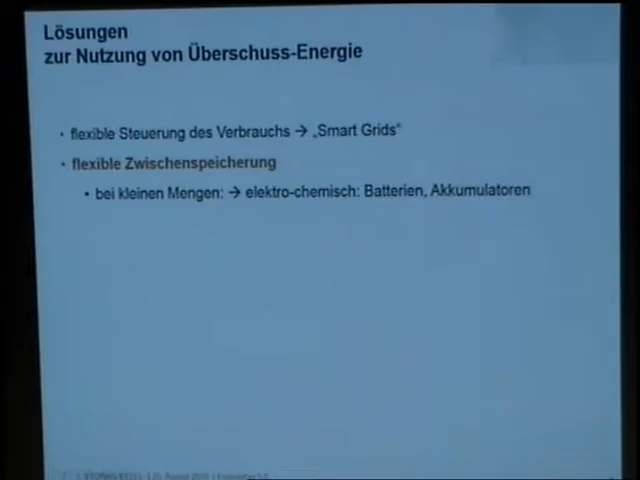 Lösungen
zur Nutzung von Überschuss-Energie
• flexible Steuerung des Verbrauchs → „Smart Grids“
• flexible Zwischenspeicherung
• bei kleinen Mengen: → elektro-chemisch: Batterien, Akkumulatoren